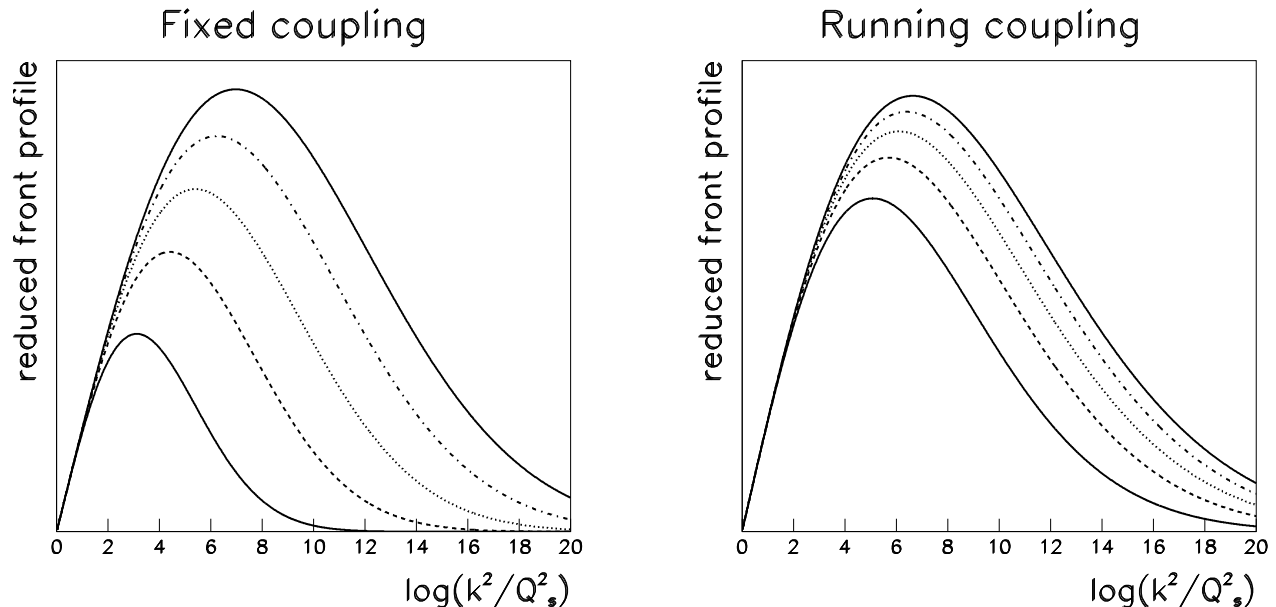 Fixed coupling
reduced front profile
0 2 4 6 8 10 12 14 16 18 20
log(k²/Q²ₛ)
Running coupling
reduced front profile
0 2 4 6 8 10 12 14 16 18 20
log(k²/Q²ₛ)